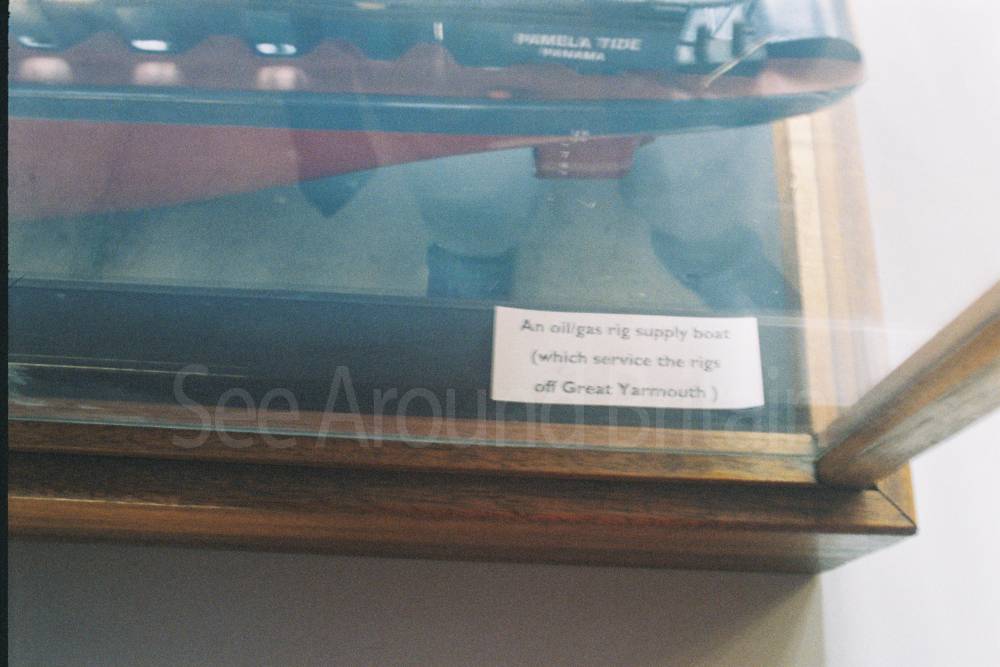 PAMELA TIDE
PANAMA
An oil/gas rig supply boat
(which service the rigs
off Great Yarmouth )
See Around Britain